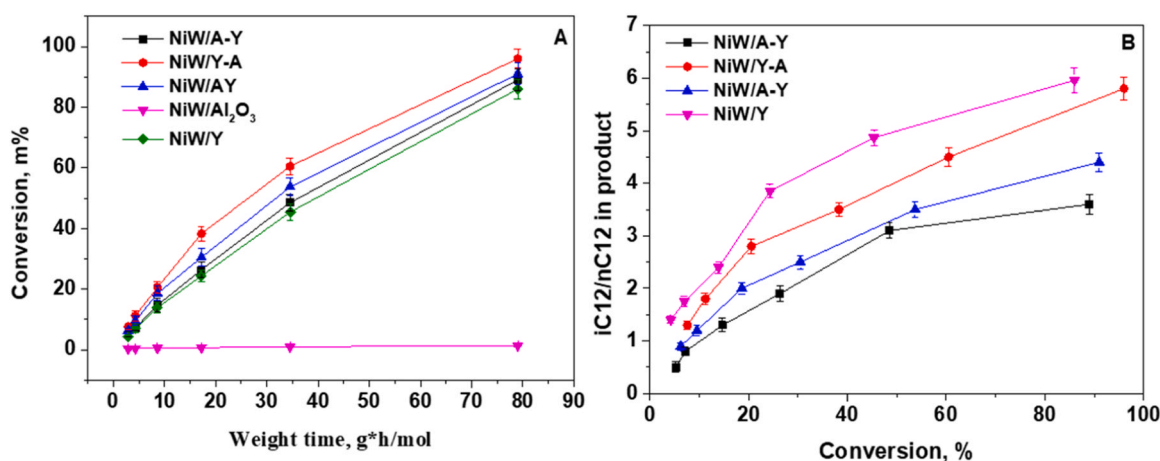 A
NiW/A-Y
NiW/Y-A
NiW/AY
NiW/Al₂O₃
NiW/Y
Conversion, m%
100
80
60
40
20
0
0 10 20 30 40 50 60 70 80 90
Weight time, g*h/mol
B
NiW/A-Y
NiW/Y-A
NiW/A-Y
NiW/Y
iC12/nC12 in product
7
6
5
4
3
2
1
0
0 20 40 60 80 100
Conversion, %